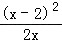 (x-2)²
2x